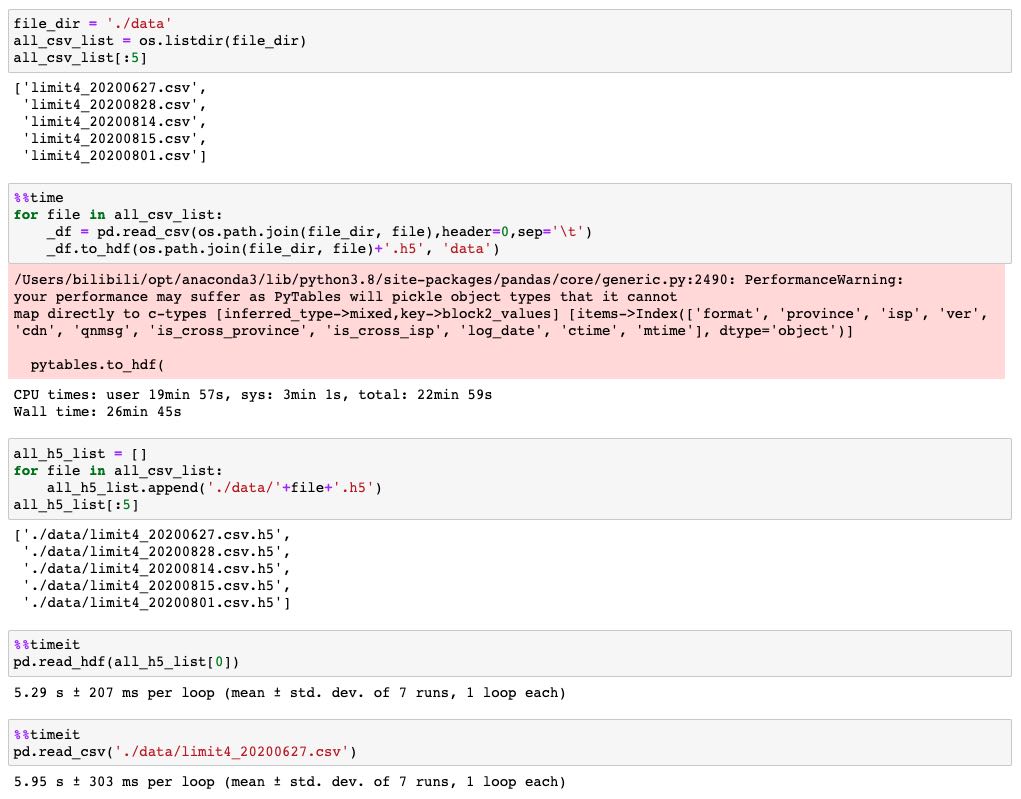 file_dir = './data'
all_csv_list = os.listdir(file_dir)
all_csv_list[:5]
['limit4_20200627.csv',
 'limit4_20200828.csv',
 'limit4_20200814.csv',
 'limit4_20200815.csv',
 'limit4_20200801.csv']
%%time
for file in all_csv_list:
    _df = pd.read_csv(os.path.join(file_dir, file),header=0,sep='\t')
    _df.to_hdf(os.path.join(file_dir, file)+'.h5', 'data')
/Users/bilibili/opt/anaconda3/lib/python3.8/site-packages/pandas/core/generic.py:2490: PerformanceWarning:
your performance may suffer as PyTables will pickle object types that it cannot
map directly to c-types [inferred_type->mixed,key->block2_values] [items->Index(['format', 'province', 'isp', 'ver',
 'cdn', 'qnmsg', 'is_cross_province', 'is_cross_isp', 'log_date', 'ctime', 'mtime'], dtype='object')]
  pytables.to_hdf(
CPU times: user 19min 57s, sys: 3min 1s, total: 22min 59s
Wall time: 26min 45s
all_h5_list = []
for file in all_csv_list:
    all_h5_list.append('./data/'+file+'.h5')
all_h5_list[:5]
['./data/limit4_20200627.csv.h5',
 './data/limit4_20200828.csv.h5',
 './data/limit4_20200814.csv.h5',
 './data/limit4_20200815.csv.h5',
 './data/limit4_20200801.csv.h5']
%%timeit
pd.read_hdf(all_h5_list[0])
5.29 s ± 207 ms per loop (mean ± std. dev. of 7 runs, 1 loop each)
%%timeit
pd.read_csv('./data/limit4_20200627.csv')
5.95 s ± 303 ms per loop (mean ± std. dev. of 7 runs, 1 loop each)